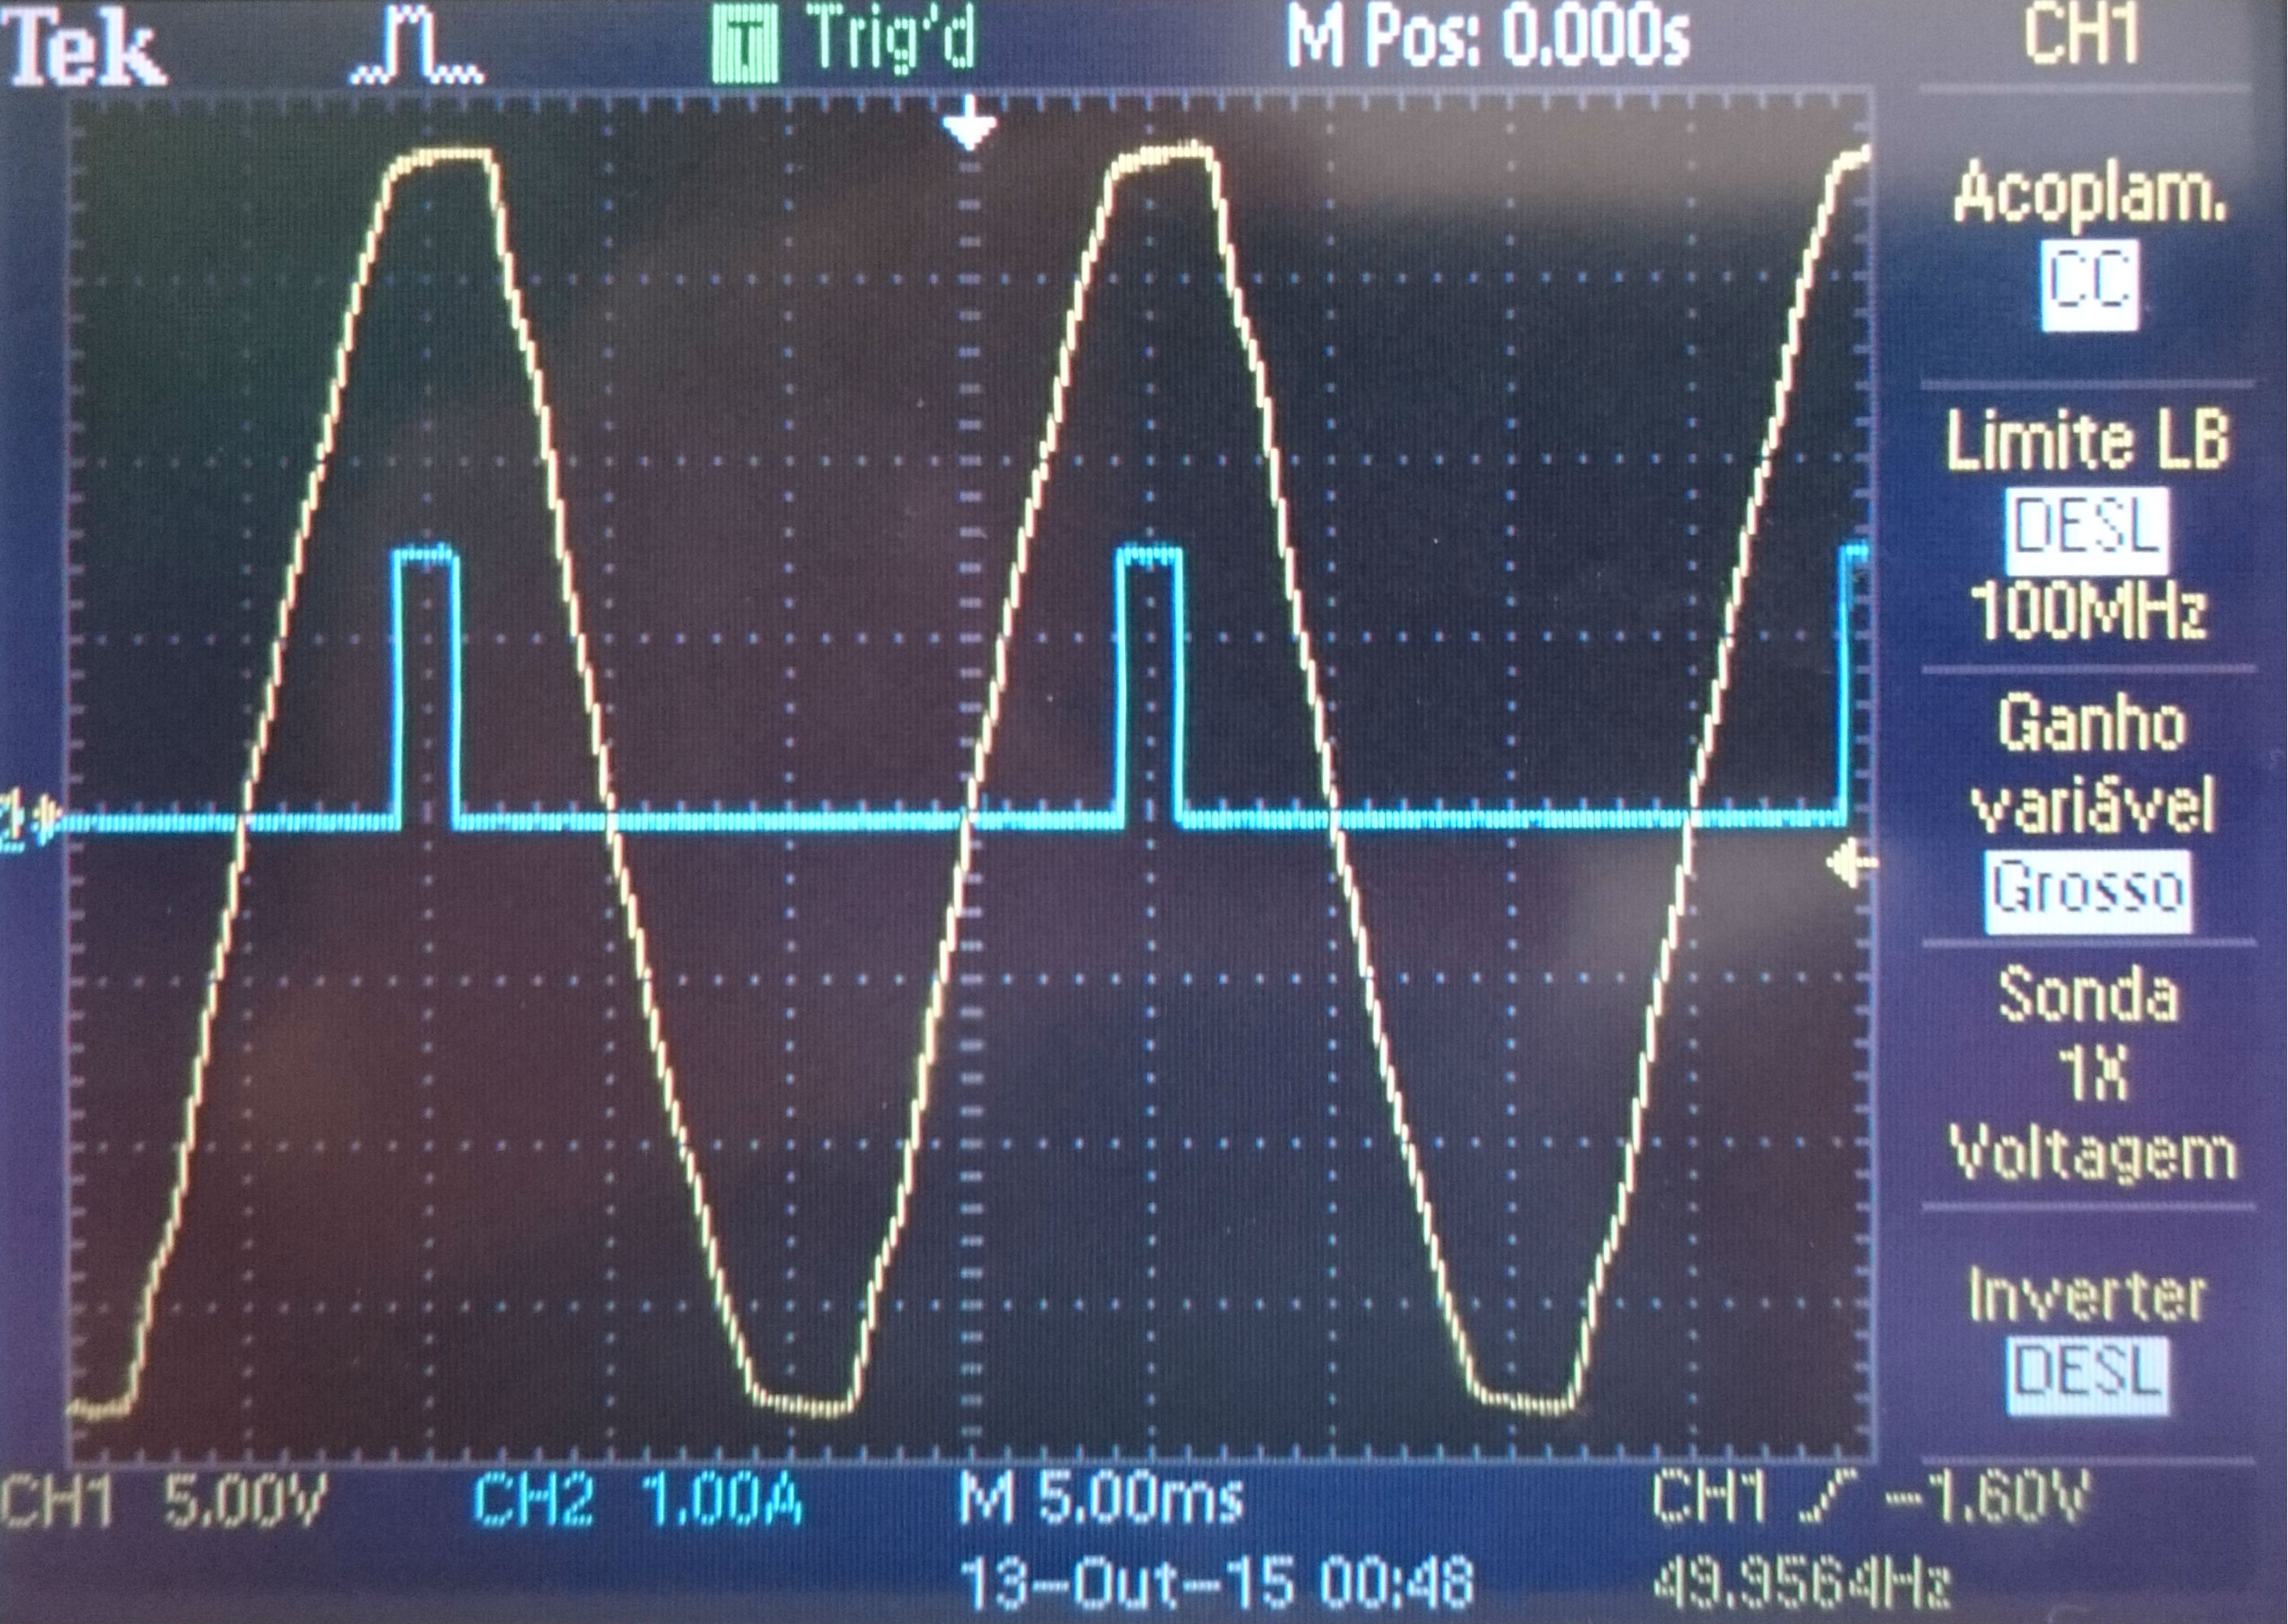 Tek T Trig'd M Pos: 0.000s CH1
Acoplam.
CC
Limite LB
DESL
100MHz
Ganho
variável
Grosso
Sonda
1X
Voltagem
Inverter
DESL
CH1 5.00V CH2 1.00A M 5.00ms CH1 -1.60V
13-Out-15 00:48 49.9564Hz